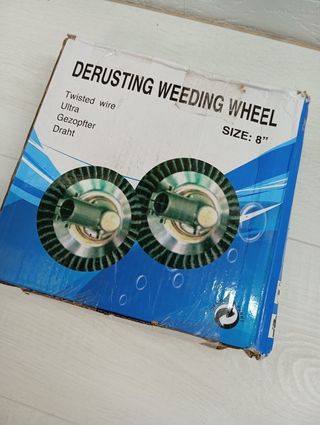 DERUSTING WEEDING WHEEL
Twisted wire
Ultra
Gezopfter
Draht
SIZE: 8"